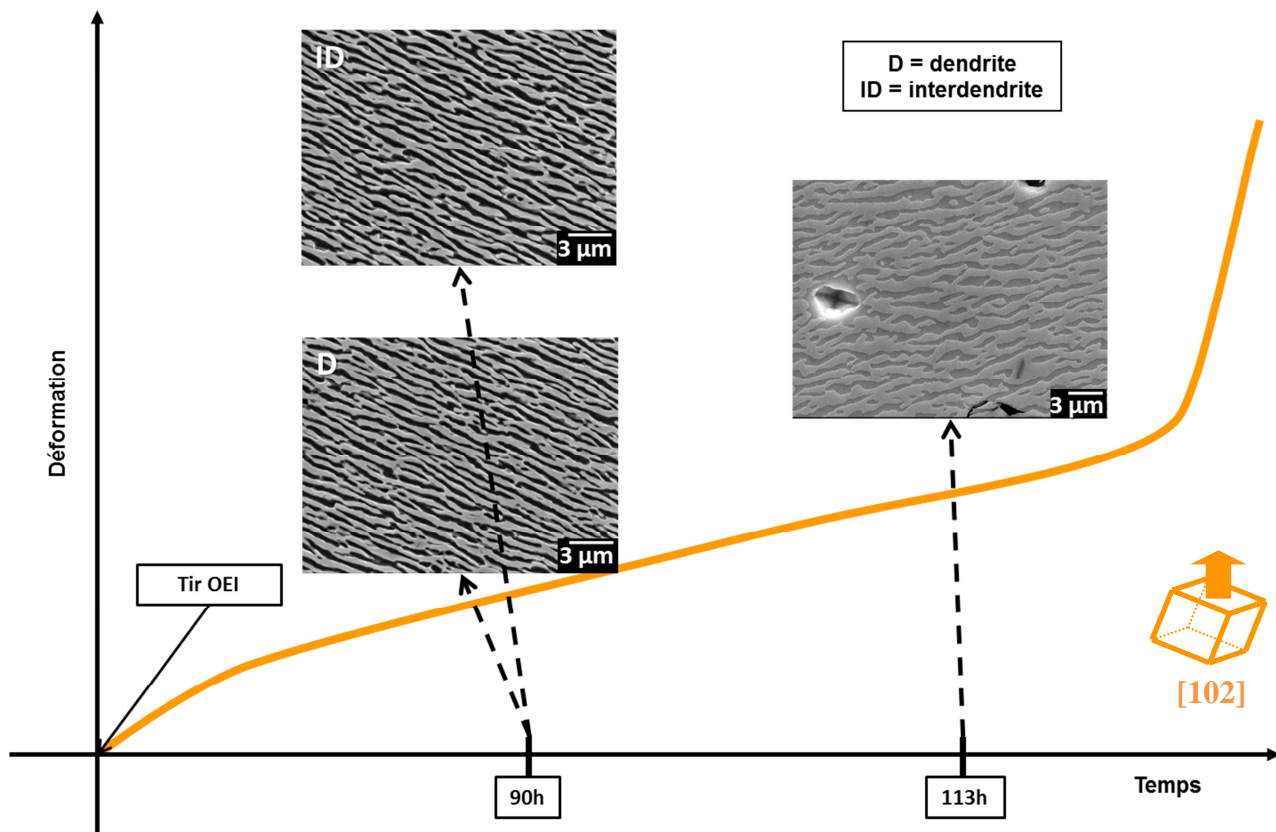 ID
3 µm
D = dendrite
ID = interdendrite
3 µm
D
3 µm
Déformation
Tir OEI
[102]
90h
113h
Temps